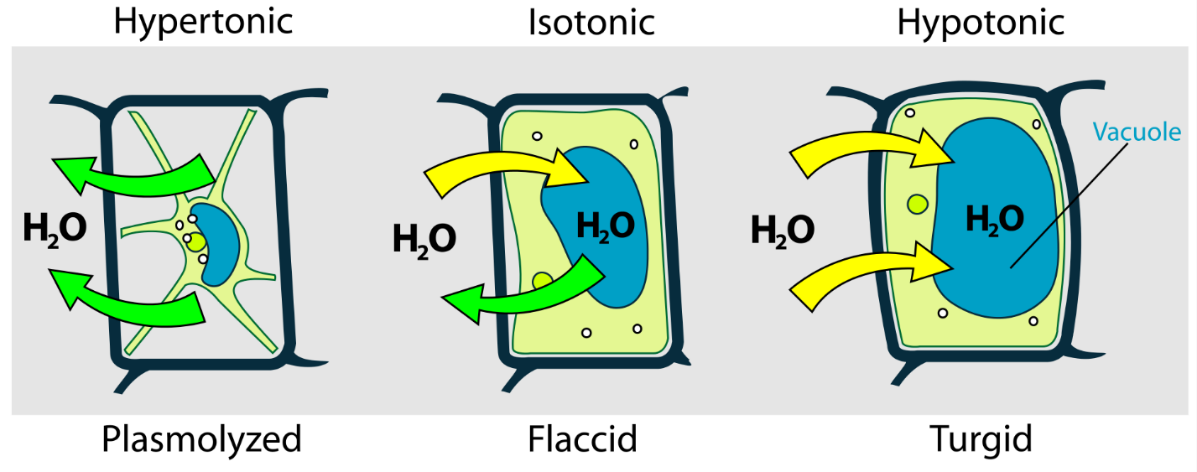 Hypertonic
Isotonic
Hypotonic
H₂O
H₂O
H₂O
H₂O
H₂O
Vacuole
Plasmolyzed
Flaccid
Turgid